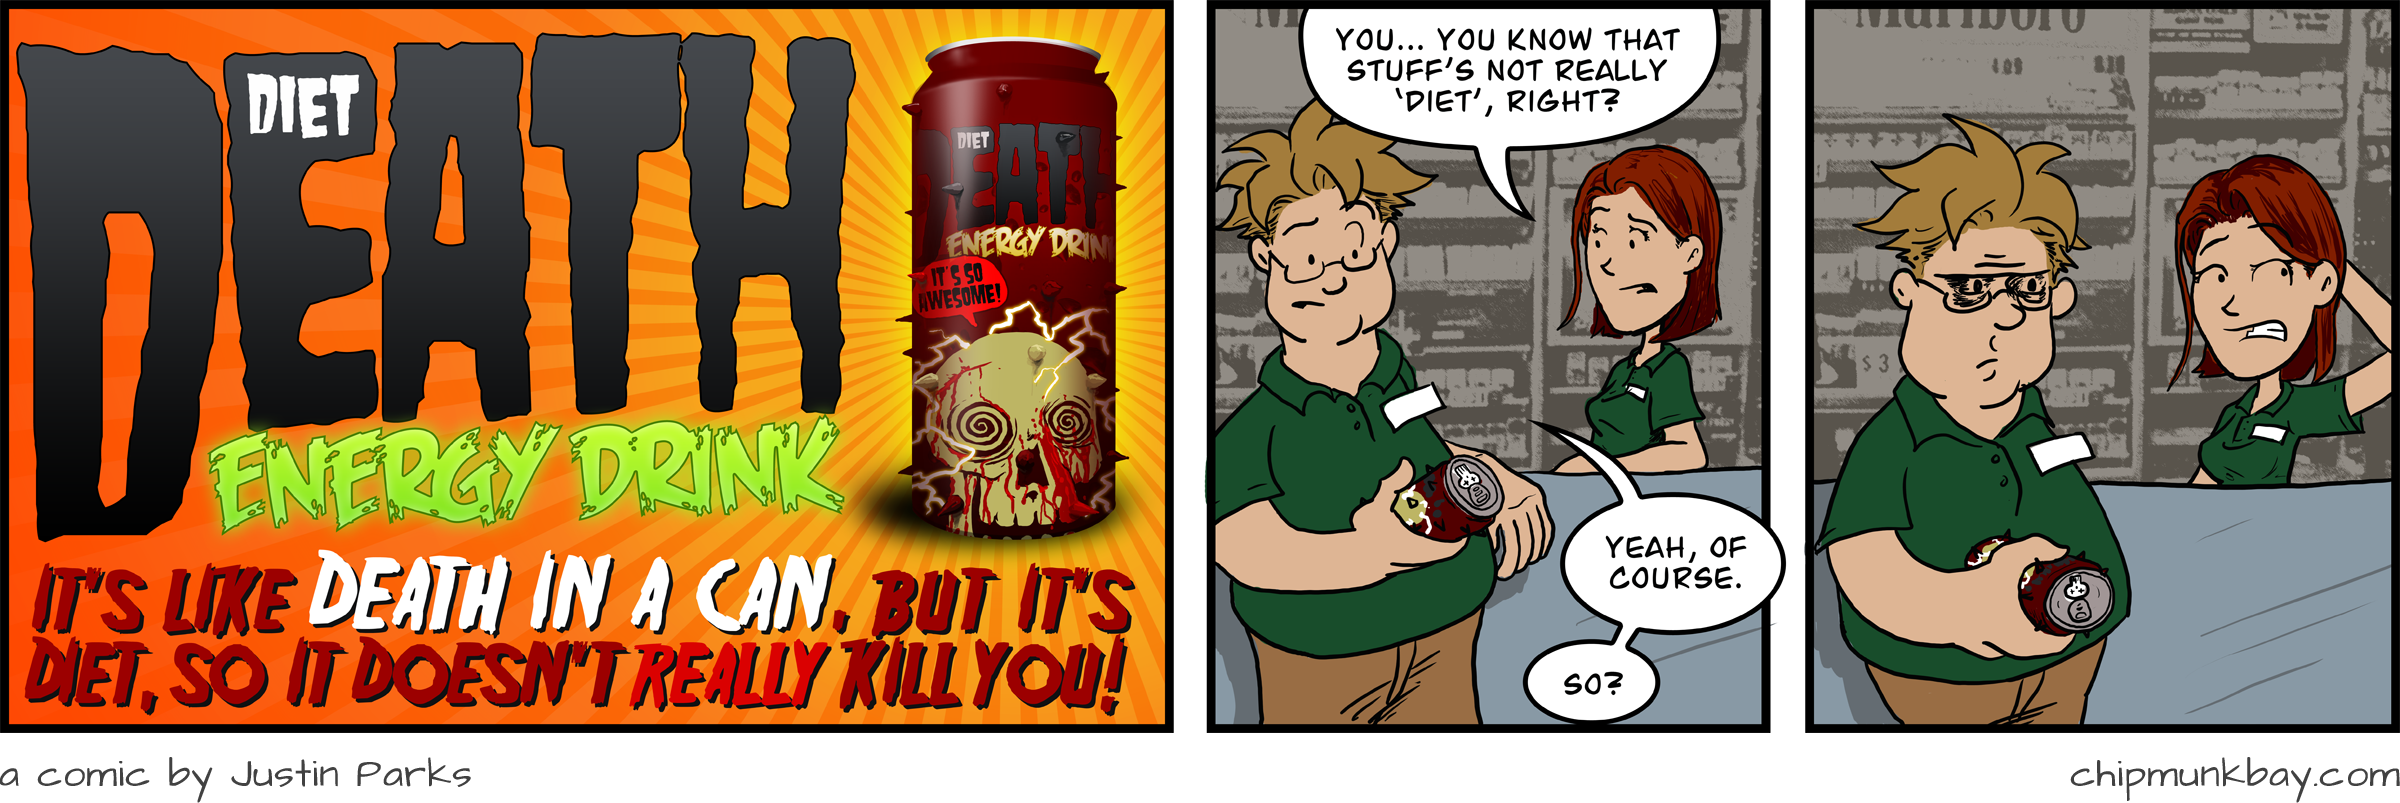 DIET
DEATH
ENERGY DRINK
IT'S LIKE DEATH IN A CAN. BUT IT'S
DIET, SO IT DOESN'T REALLY KILL YOU!
DIET
DEATH
ENERGY DRINK
IT'S SO
AWESOME!
YOU... YOU KNOW THAT
STUFF'S NOT REALLY
'DIET', RIGHT?
YEAH, OF
COURSE.
SO?
Marlboro
$3
a comic by Justin Parks
chipmunkbay.com